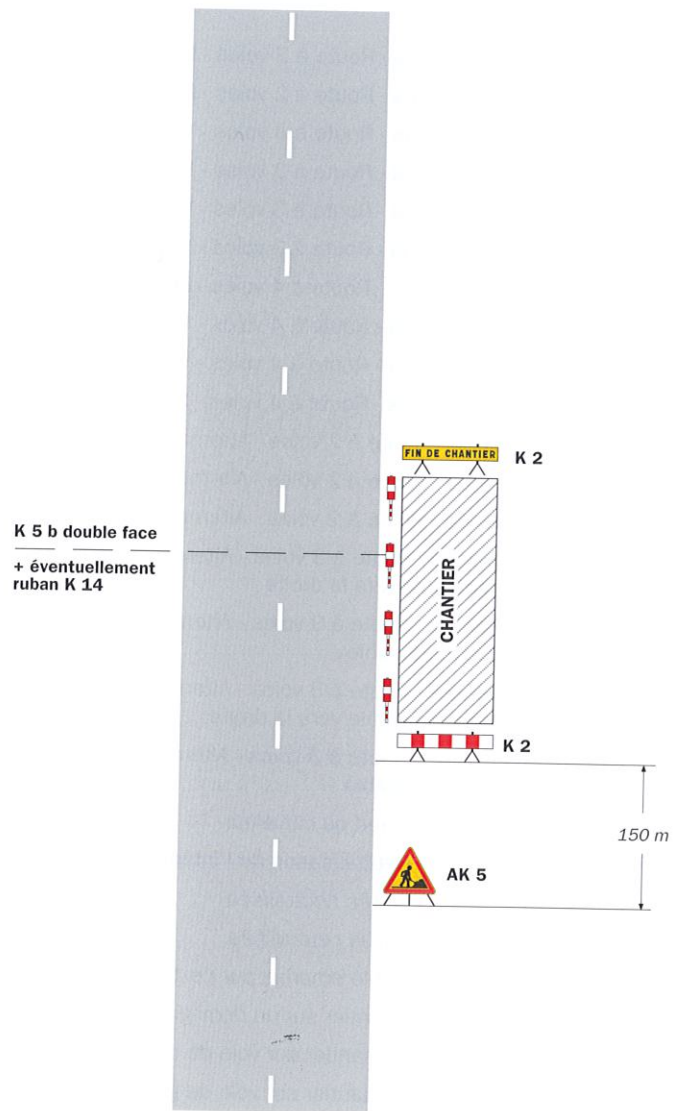 FIN DE CHANTIER
K 2
K 5 b double face
+ éventuellement
ruban K 14
CHANTIER
K 2
150 m
AK 5